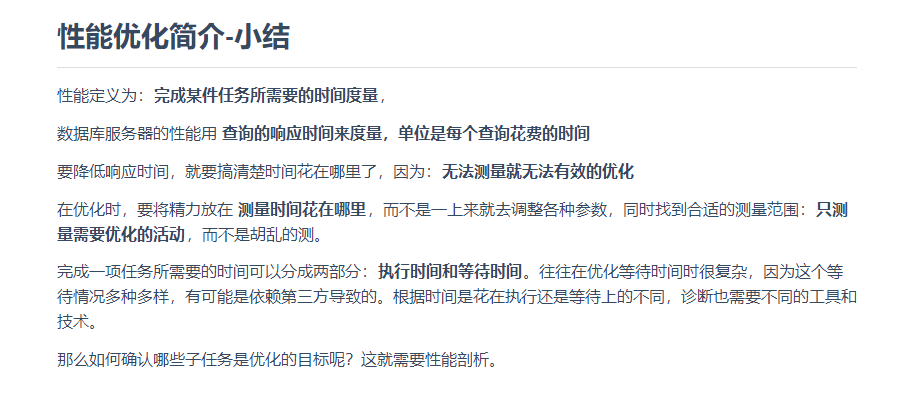 性能优化简介-小结
性能定义为：完成某件任务所需要的时间度量，
数据库服务器的性能用 查询的响应时间来度量，单位是每个查询花费的时间
要降低响应时间，就要搞清楚时间花在哪里了，因为：无法测量就无法有效的优化
在优化时，要将精力放在 测量时间花在哪里，而不是一上来就去调整各种参数，同时找到合适的测量范围：只测
量需要优化的活动，而不是胡乱的测。
完成一项任务所需要的时间可以分成两部分：执行时间和等待时间。往往在优化等待时间时很复杂，因为这个等
待情况多种多样，有可能是依赖第三方导致的。根据时间是花在执行还是等待上的不同，诊断也需要不同的工具和
技术。
那么如何确认哪些子任务是优化的目标呢？这就需要性能剖析。